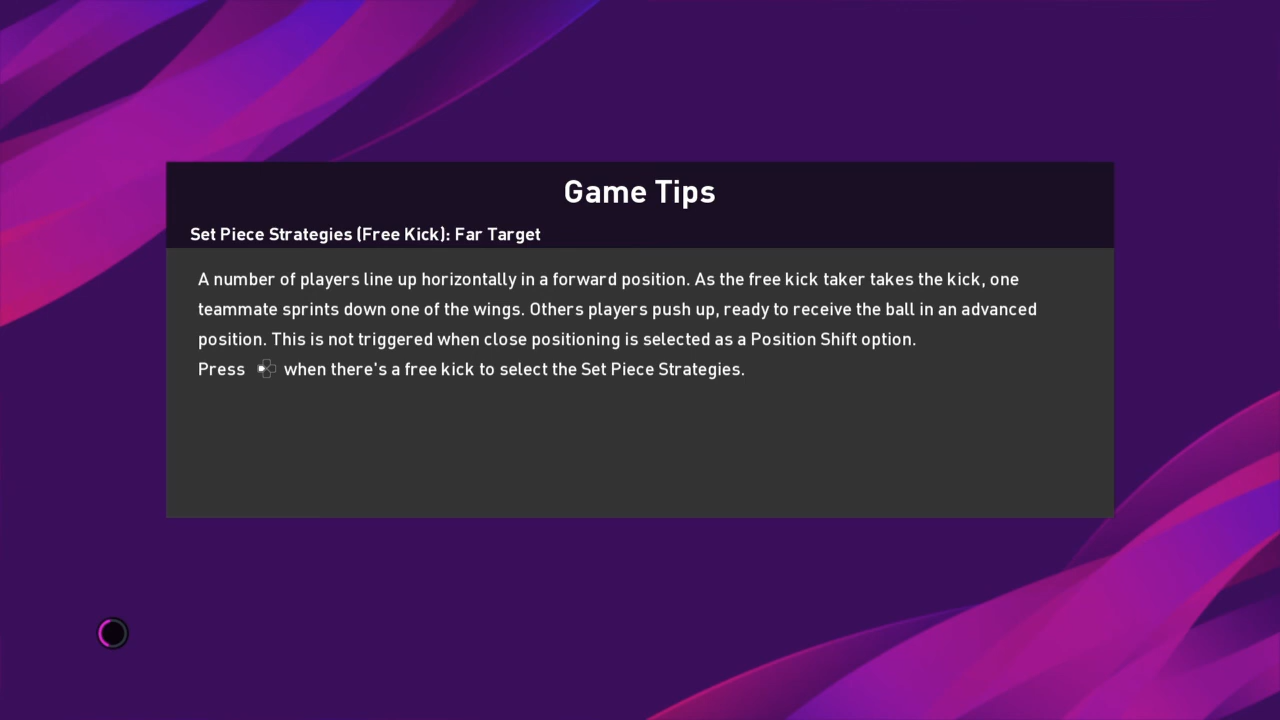 Game Tips
Set Piece Strategies (Free Kick): Far Target
A number of players line up horizontally in a forward position. As the free kick taker takes the kick, one
teammate sprints down one of the wings. Others players push up, ready to receive the ball in an advanced
position. This is not triggered when close positioning is selected as a Position Shift option.
Press when there's a free kick to select the Set Piece Strategies.